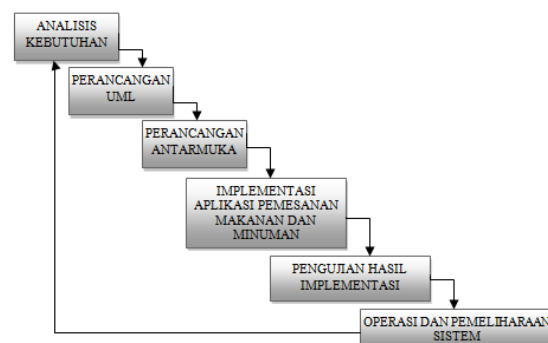 ANALISIS
KEBUTUHAN
PERANCANGAN
UML
PERANCANGAN
ANTARMUKA
IMPLEMENTASI
APLIKASI PEMESANAN
MAKANAN DAN
MINUMAN
PENGUJIAN HASIL
IMPLEMENTASI
OPERASI DAN PEMELIHARAAN
SISTEM